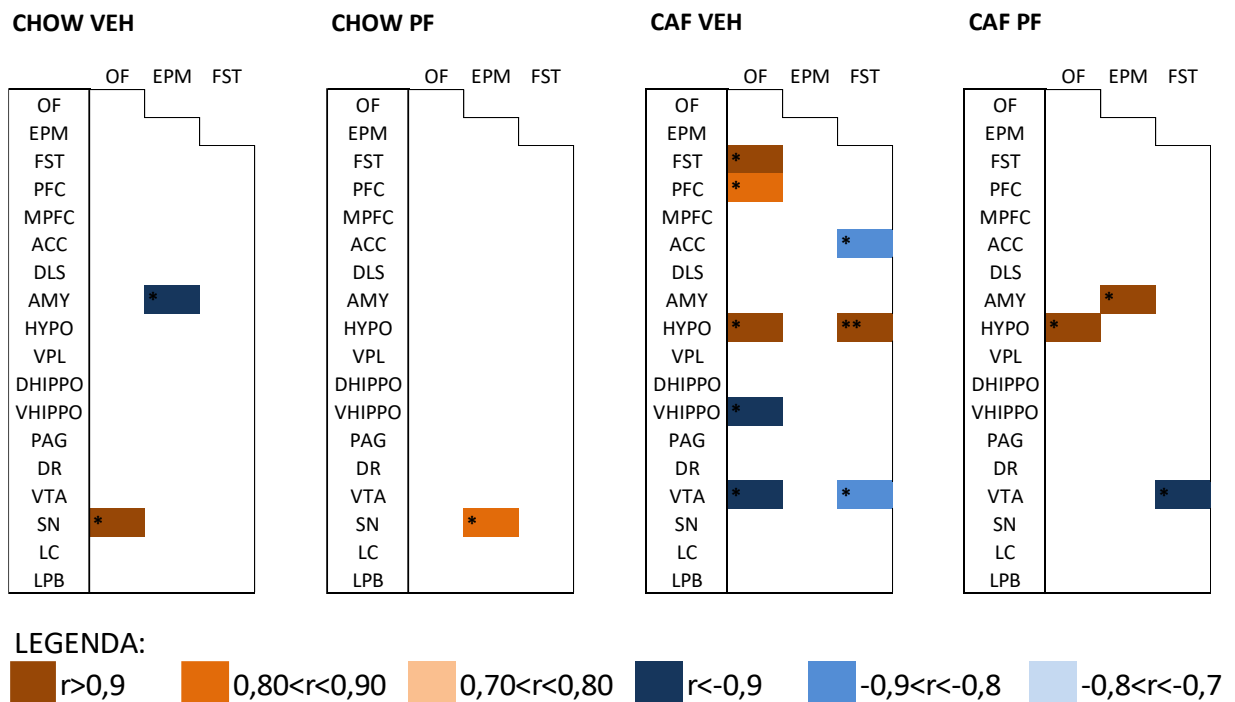 CHOW VEH CHOW PF CAF VEH CAF PF
OF EPM FST OF EPM FST OF EPM FST OF EPM FST
OF OF OF OF
EPM EPM EPM EPM
FST FST FST * FST
PFC PFC PFC * PFC
MPFC MPFC MPFC MPFC
ACC ACC ACC * ACC
DLS DLS DLS DLS
AMY * AMY AMY AMY *
HYPO HYPO HYPO * ** HYPO *
VPL VPL VPL VPL
DHIPPO DHIPPO DHIPPO DHIPPO
VHIPPO VHIPPO VHIPPO * VHIPPO
PAG PAG PAG PAG
DR DR DR DR
VTA VTA VTA * * VTA *
SN * SN * SN SN
LC LC LC LC
LPB LPB LPB LPB
LEGENDA:
r>0,9 0,80<r<0,90 0,70<r<0,80 r<-0,9 -0,9<r<-0,8 -0,8<r<-0,7